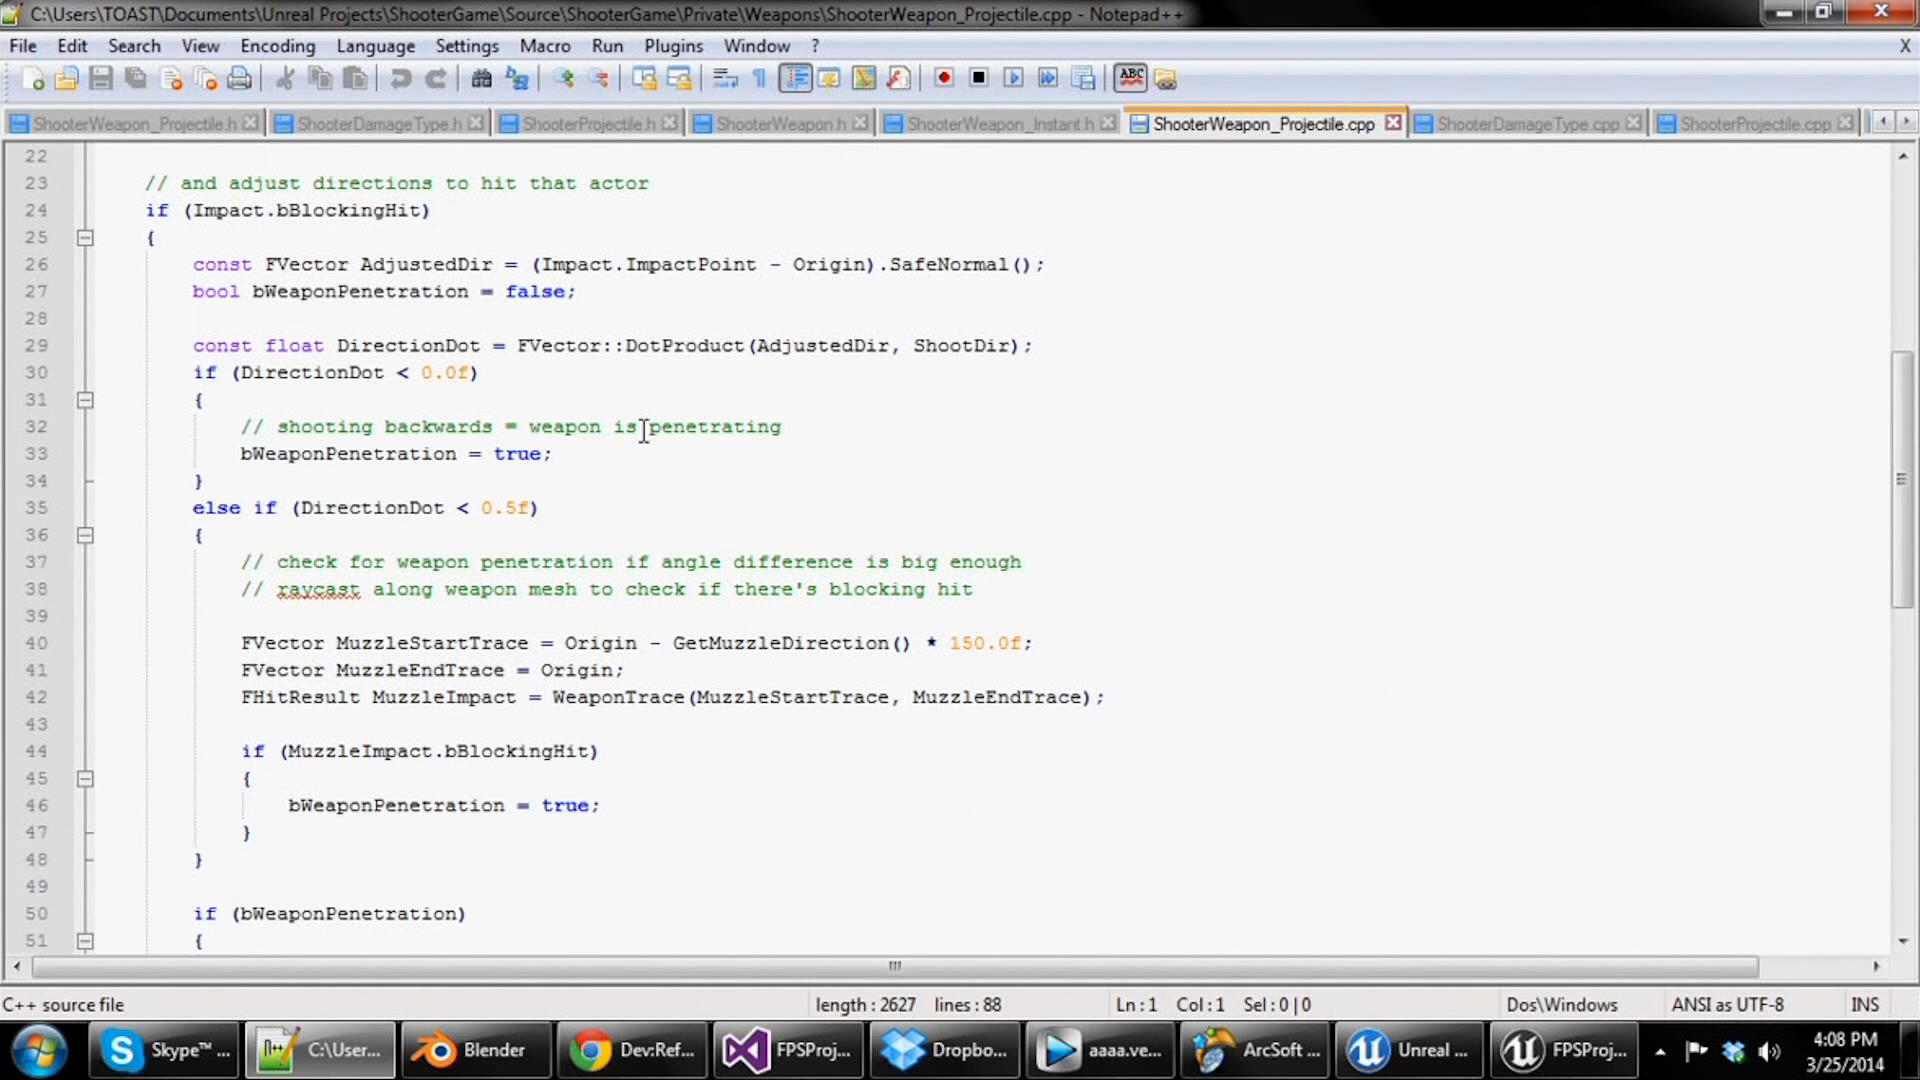 C:\Users\TOAST\Documents\Unreal Projects\ShooterGame\Source\ShooterGame\Private\Weapons\ShooterWeapon_Projectile.cpp - Notepad++
File Edit Search View Encoding Language Settings Macro Run Plugins Window ? X
ABC
ShooterWeapon_Projectile.h ShooterDamageType.h ShooterProjectile.h ShooterWeapon.h ShooterWeapon_Instant.h ShooterWeapon_Projectile.cpp ShooterDamageType.cpp ShooterProjectile.cpp
22
23 // and adjust directions to hit that actor
24 if (Impact.bBlockingHit)
25 {
26 const FVector AdjustedDir = (Impact.ImpactPoint - Origin).SafeNormal();
27 bool bWeaponPenetration = false;
28
29 const float DirectionDot = FVector::DotProduct(AdjustedDir, ShootDir);
30 if (DirectionDot < 0.0f)
31 {
32 // shooting backwards = weapon is penetrating
33 bWeaponPenetration = true;
34 }
35 else if (DirectionDot < 0.5f)
36 {
37 // check for weapon penetration if angle difference is big enough
38 // raycast along weapon mesh to check if there's blocking hit
39
40 FVector MuzzleStartTrace = Origin - GetMuzzleDirection() * 150.0f;
41 FVector MuzzleEndTrace = Origin;
42 FHitResult MuzzleImpact = WeaponTrace(MuzzleStartTrace, MuzzleEndTrace);
43
44 if (MuzzleImpact.bBlockingHit)
45 {
46 bWeaponPenetration = true;
47 }
48 }
49
50 if (bWeaponPenetration)
51 {
C++ source file length : 2627 lines : 88 Ln : 1 Col : 1 Sel : 0 | 0 Dos\Windows ANSI as UTF-8 INS
Skype™ ... C:\User... Blender Dev:Ref... FPSProj... Dropbo... aaaa.ve... ArcSoft ... Unreal ... FPSProj... 4:08 PM
3/25/2014